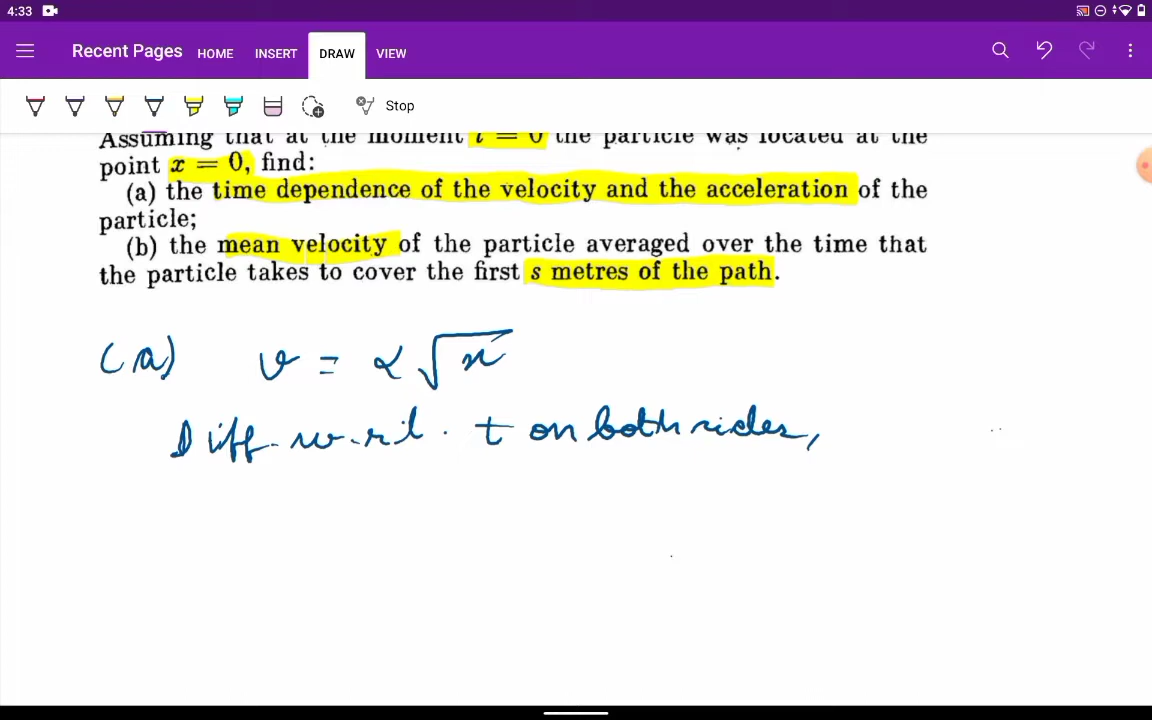 4:33
Recent Pages HOME INSERT DRAW VIEW
Stop
Assuming that at the moment t = 0 the particle was located at the
point x = 0, find:
(a) the time dependence of the velocity and the acceleration of the
particle;
(b) the mean velocity of the particle averaged over the time that
the particle takes to cover the first s metres of the path.
(a) v = α √x
Diff. w.r.t. t on both sides,